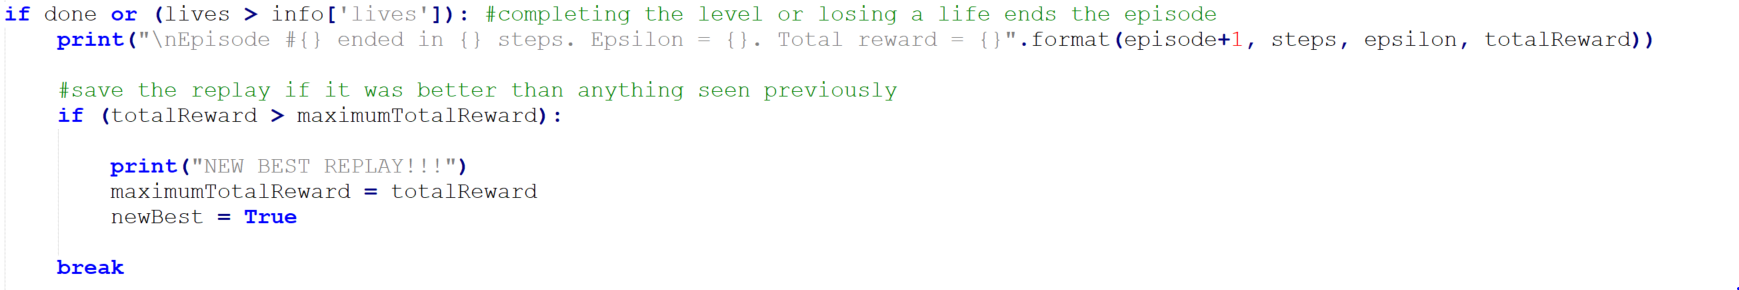 if done or (lives > info['lives']): #completing the level or losing a life ends the episode
print("\nEpisode #{} ended in {} steps. Epsilon = {}. Total reward = {}".format(episode+1, steps, epsilon, totalReward))
#save the replay if it was better than anything seen previously
if (totalReward > maximumTotalReward):
print("NEW BEST REPLAY!!!")
maximumTotalReward = totalReward
newBest = True
break